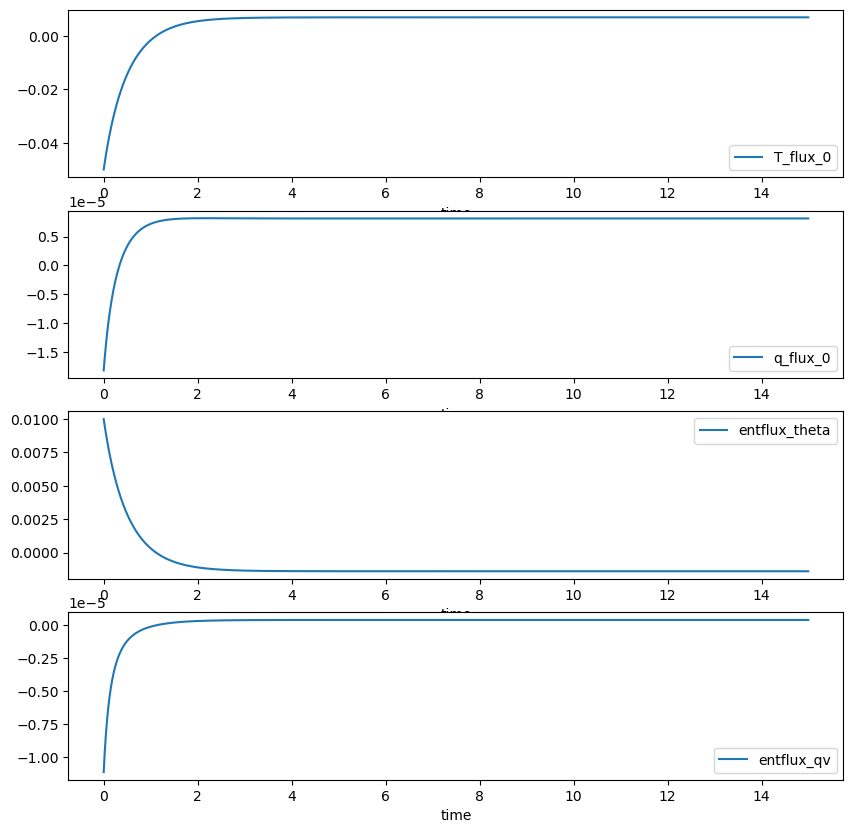 0.00
−0.02
−0.04
T_flux_0
0 2 4 6 8 10 12 14
time
1e−5
0.5
0.0
−0.5
−1.0
−1.5
q_flux_0
0 2 4 6 8 10 12 14
time
0.0100
0.0075
0.0050
0.0025
0.0000
entflux_theta
0 2 4 6 8 10 12 14
time
1e−5
0.00
−0.25
−0.50
−0.75
−1.00
entflux_qv
0 2 4 6 8 10 12 14
time